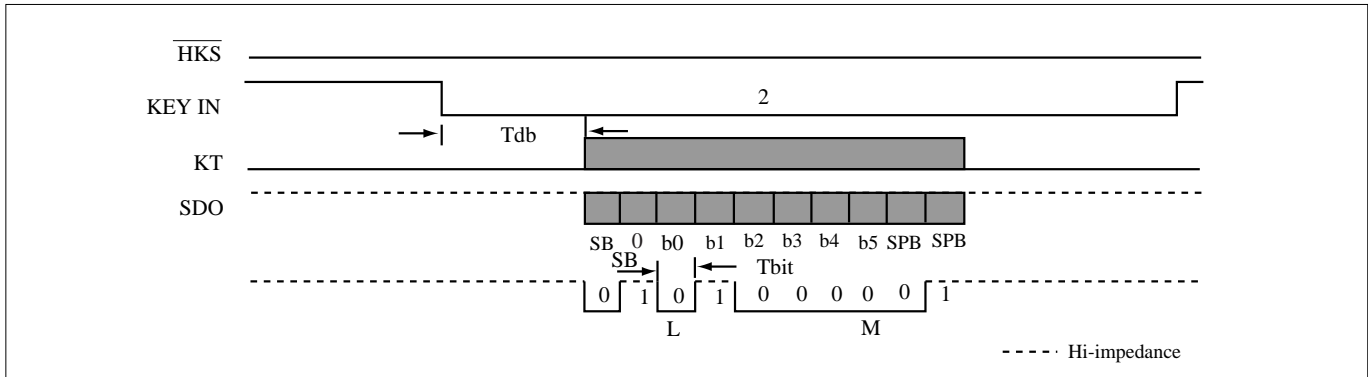 HKS
KEY IN 2
Tdb
KT
SDO
SB 0 b0 b1 b2 b3 b4 b5 SPB SPB
SB Tbit
0 1 0 1 0 0 0 0 0 1
L M
Hi-impedance